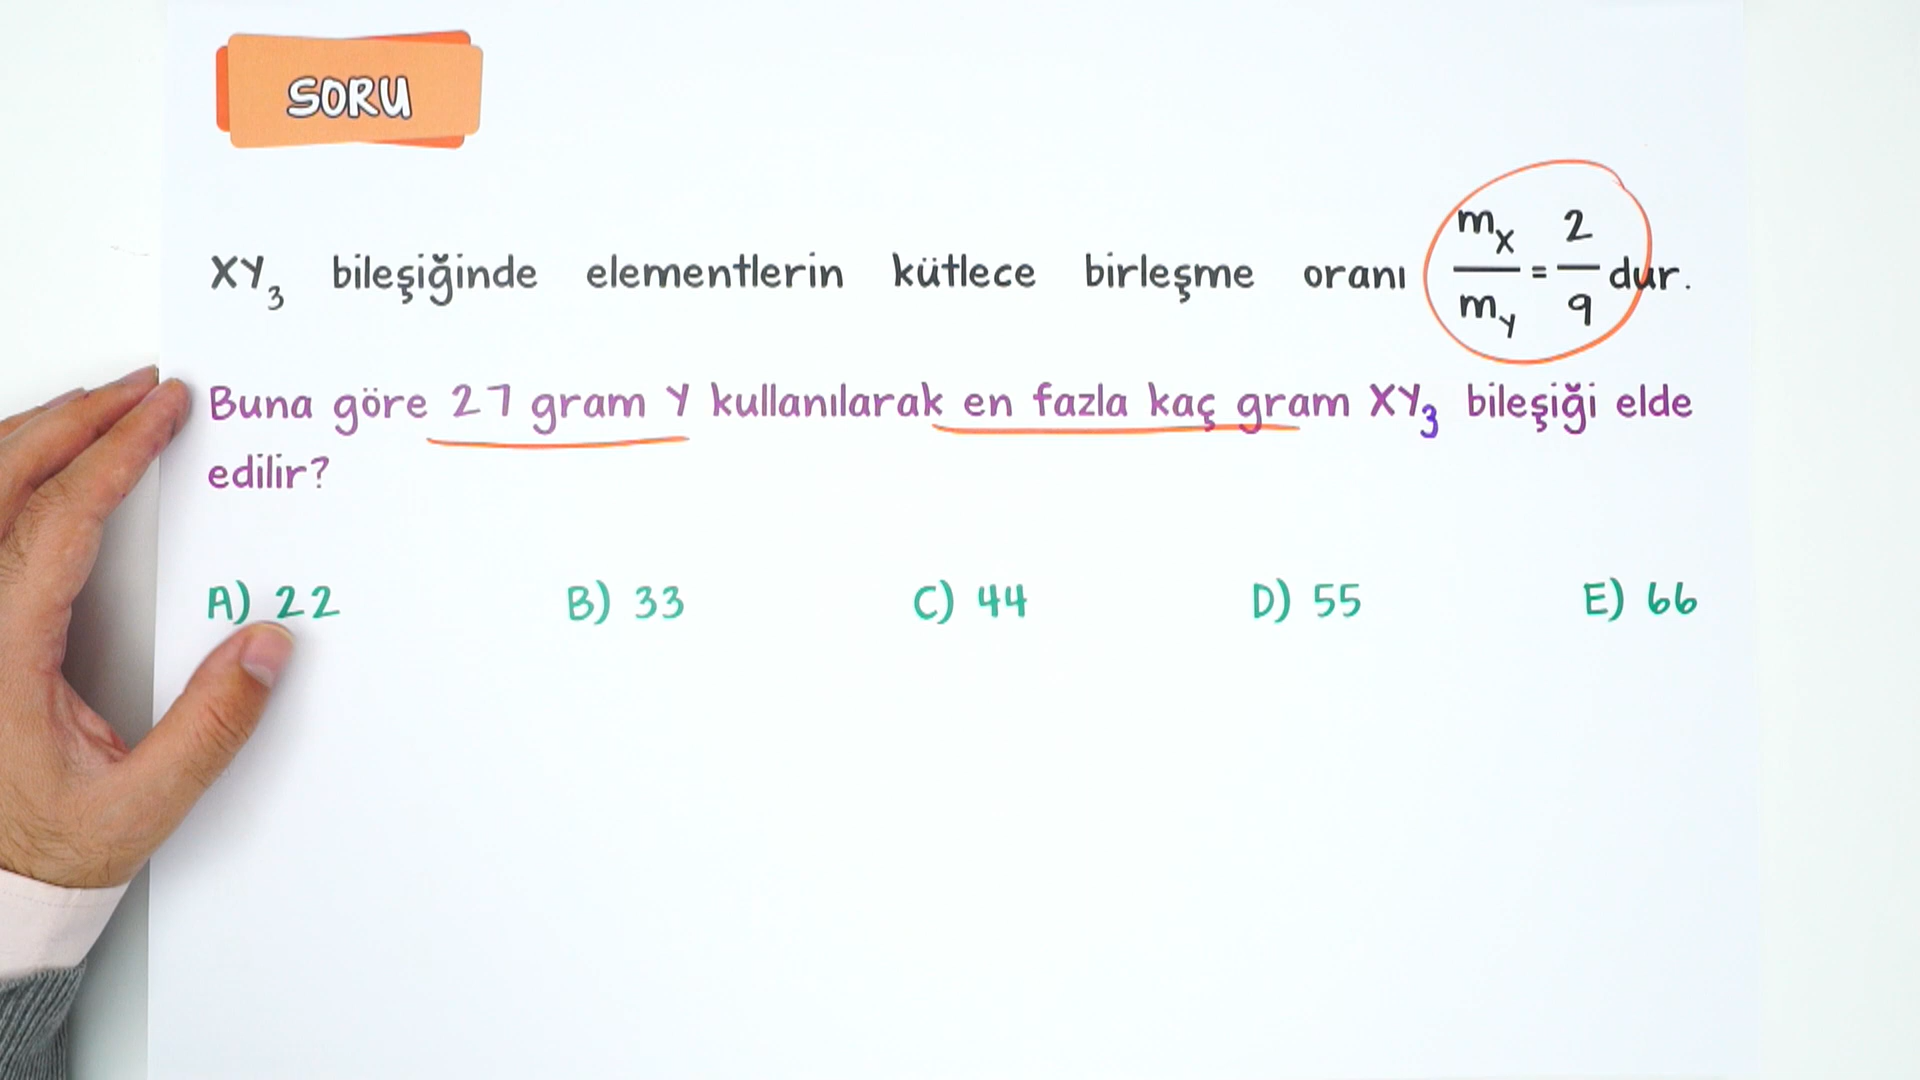 SORU
XY₃ bileşiğinde elementlerin kütlece birleşme oranı mX/mY = 2/9 dur.
Buna göre 27 gram Y kullanılarak en fazla kaç gram XY₃ bileşiği elde
edilir?
A) 22 B) 33 C) 44 D) 55 E) 66